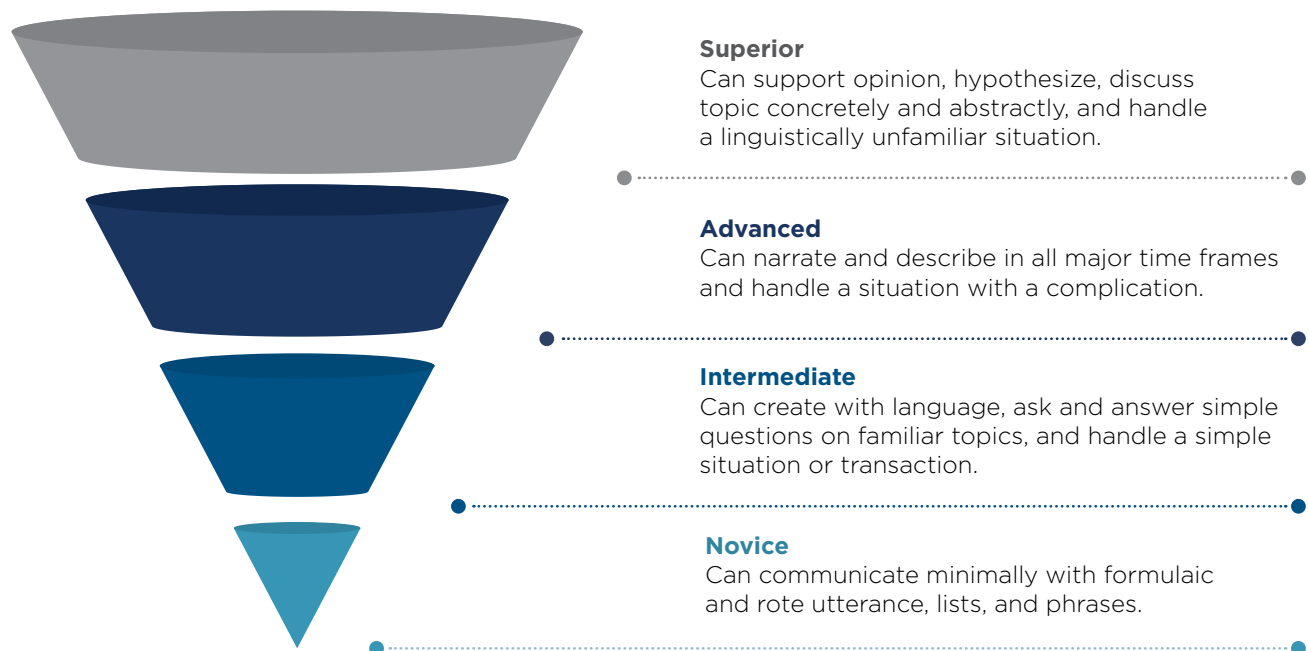 Superior
Can support opinion, hypothesize, discuss
topic concretely and abstractly, and handle
a linguistically unfamiliar situation.
Advanced
Can narrate and describe in all major time frames
and handle a situation with a complication.
Intermediate
Can create with language, ask and answer simple
questions on familiar topics, and handle a simple
situation or transaction.
Novice
Can communicate minimally with formulaic
and rote utterance, lists, and phrases.